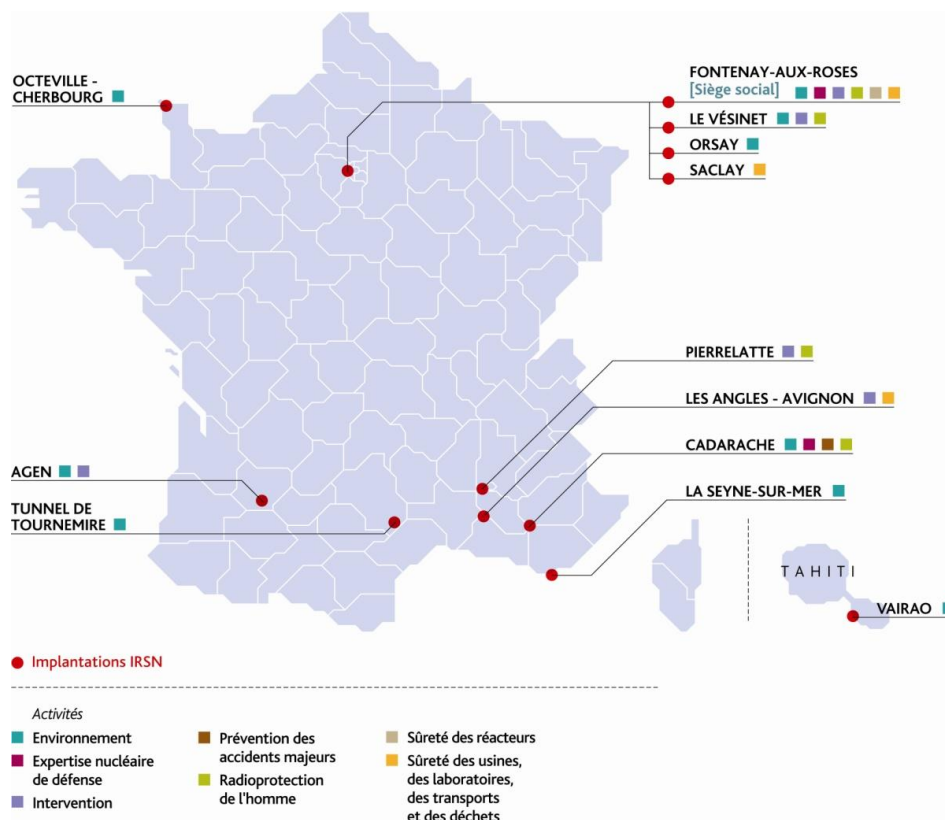 OCTEVILLE -
CHERBOURG
FONTENAY-AUX-ROSES
[Siège social]
LE VÉSINET
ORSAY
SACLAY
PIERRELATTE
LES ANGLES - AVIGNON
CADARACHE
AGEN
LA SEYNE-SUR-MER
TUNNEL DE
TOURNEMIRE
TAHITI
VAIRAO
Implantations IRSN
Activités
Environnement
Expertise nucléaire
de défense
Intervention
Prévention des
accidents majeurs
Radioprotection
de l'homme
Sûreté des réacteurs
Sûreté des usines,
des laboratoires,
des transports
et des déchets